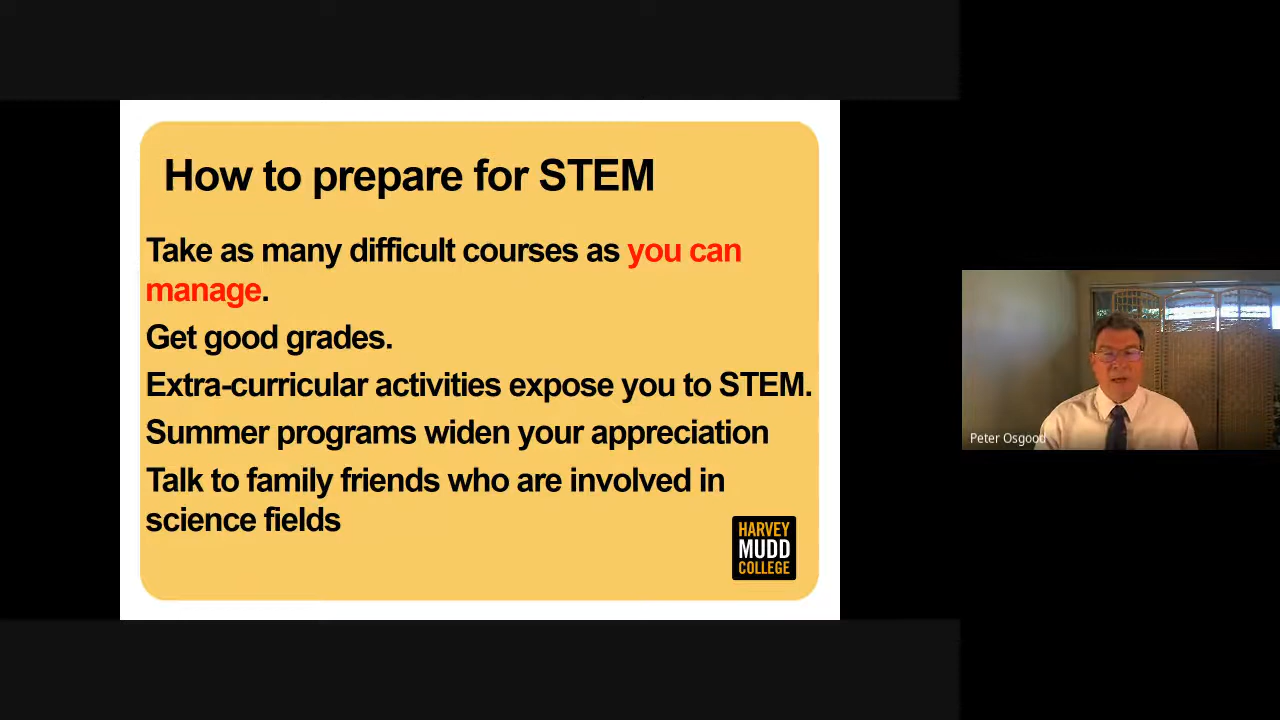 How to prepare for STEM
Take as many difficult courses as you can
manage.
Get good grades.
Extra-curricular activities expose you to STEM.
Summer programs widen your appreciation
Talk to family friends who are involved in
science fields
HARVEY
MUDD
COLLEGE
Peter Osgood